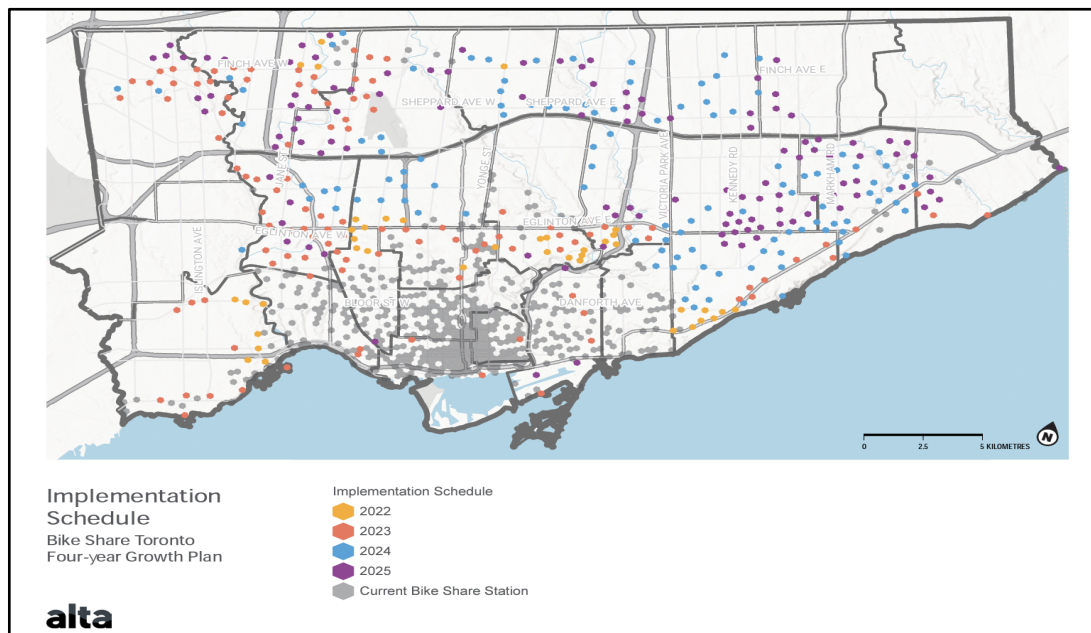 FINCH AVE W
FINCH AVE E
SHEPPARD AVE W
SHEPPARD AVE E
JANE ST
YONGE ST
VICTORIA PARK AVE
KENNEDY RD
MARKHAM RD
EGLINTON AVE E
EGLINTON AVE W
ISLINGTON AVE
BLOOR ST W
DANFORTH AVE
N
0 2.5 5 KILOMETRES
Implementation
Schedule
Bike Share Toronto
Four-year Growth Plan
Implementation Schedule
2022
2023
2024
2025
Current Bike Share Station
alta